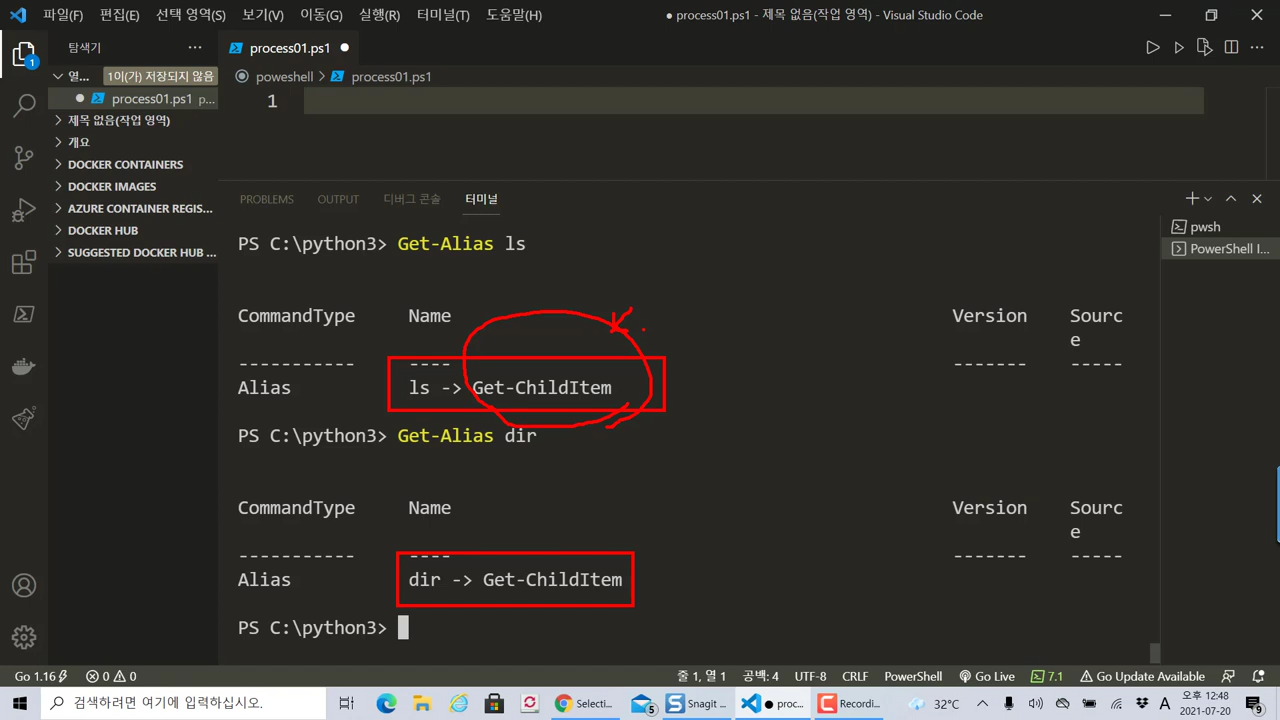 파일(F) 편집(E) 선택 영역(S) 보기(V) 이동(G) 실행(R) 터미널(T) 도움말(H) ● process01.ps1 - 제목 없음(작업 영역) - Visual Studio Code
탐색기 ···
process01.ps1 ●
열... 1이(가) 저장되지 않음
poweshell > process01.ps1
● process01.ps1 p...
1
제목 없음(작업 영역)
개요
DOCKER CONTAINERS
DOCKER IMAGES
AZURE CONTAINER REGIS...
DOCKER HUB
SUGGESTED DOCKER HUB ...
PROBLEMS OUTPUT 디버그 콘솔 터미널
pwsh
PowerShell I...
PS C:\python3> Get-Alias ls
CommandType Name Version Sourc
e
----------- ---- ------- -----
Alias ls -> Get-ChildItem
PS C:\python3> Get-Alias dir
CommandType Name Version Sourc
e
----------- ---- ------- -----
Alias dir -> Get-ChildItem
PS C:\python3>
Go 1.16 0 0 줄 1, 열 1 공백: 4 UTF-8 CRLF PowerShell Go Live 7.1 Go Update Available
검색하려면 여기에 입력하십시오. Selecti... 5 Snagit ... ● proc... Recordi... 32°C A 오후 12:48
2021-07-20 9